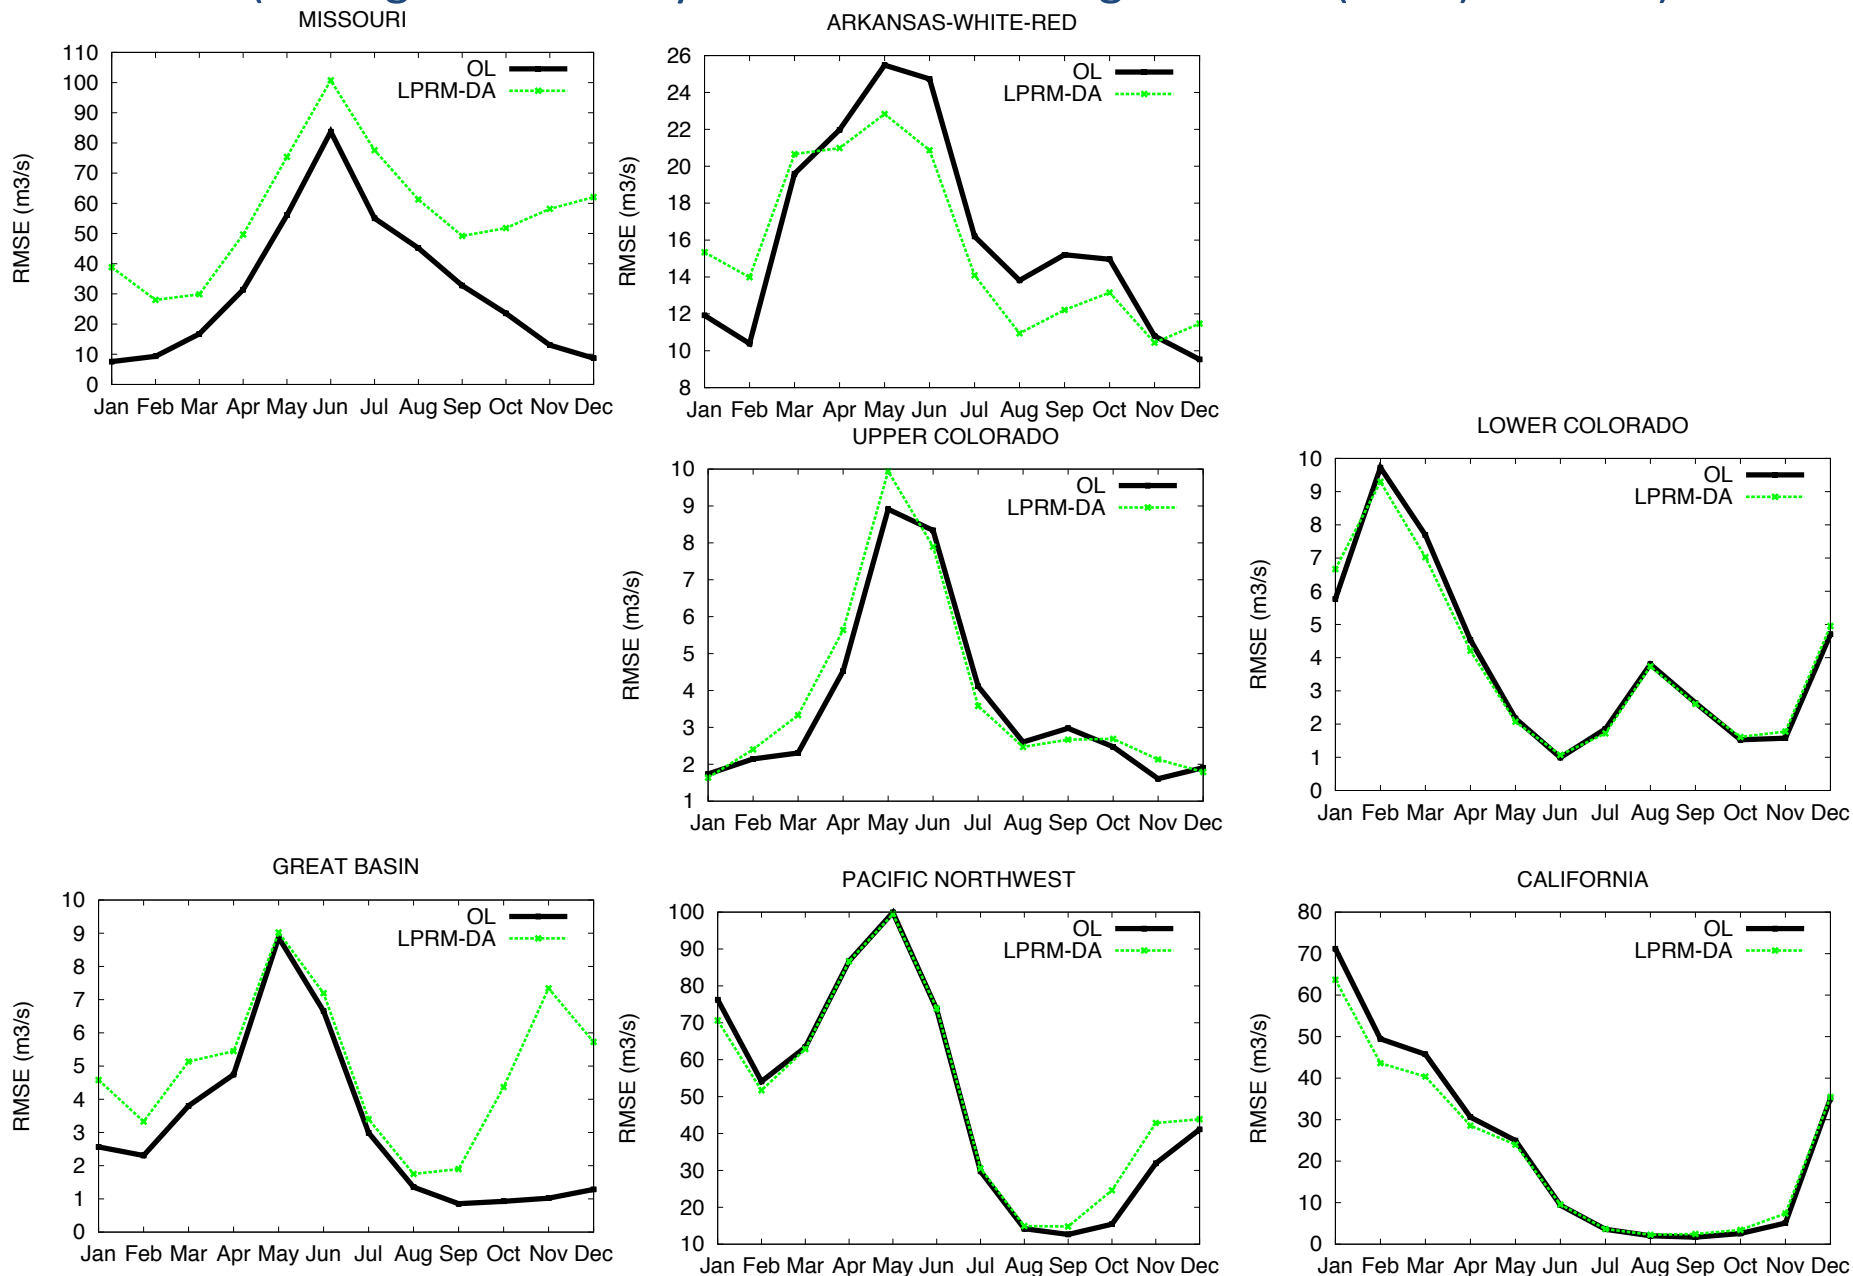 MISSOURI
110
100
90
80
70
60
50
40
30
20
10
0
RMSE (m3/s)
OL
LPRM-DA
Jan Feb Mar Apr May Jun Jul Aug Sep Oct Nov Dec
ARKANSAS-WHITE-RED
26
24
22
20
18
16
14
12
10
8
RMSE (m3/s)
OL
LPRM-DA
Jan Feb Mar Apr May Jun Jul Aug Sep Oct Nov Dec
UPPER COLORADO
10
9
8
7
6
5
4
3
2
1
RMSE (m3/s)
OL
LPRM-DA
Jan Feb Mar Apr May Jun Jul Aug Sep Oct Nov Dec
LOWER COLORADO
10
9
8
7
6
5
4
3
2
1
0
RMSE (m3/s)
OL
LPRM-DA
Jan Feb Mar Apr May Jun Jul Aug Sep Oct Nov Dec
GREAT BASIN
10
9
8
7
6
5
4
3
2
1
0
RMSE (m3/s)
OL
LPRM-DA
Jan Feb Mar Apr May Jun Jul Aug Sep Oct Nov Dec
PACIFIC NORTHWEST
100
90
80
70
60
50
40
30
20
10
RMSE (m3/s)
OL
LPRM-DA
Jan Feb Mar Apr May Jun Jul Aug Sep Oct Nov Dec
CALIFORNIA
80
70
60
50
40
30
20
10
0
RMSE (m3/s)
OL
LPRM-DA
Jan Feb Mar Apr May Jun Jul Aug Sep Oct Nov Dec